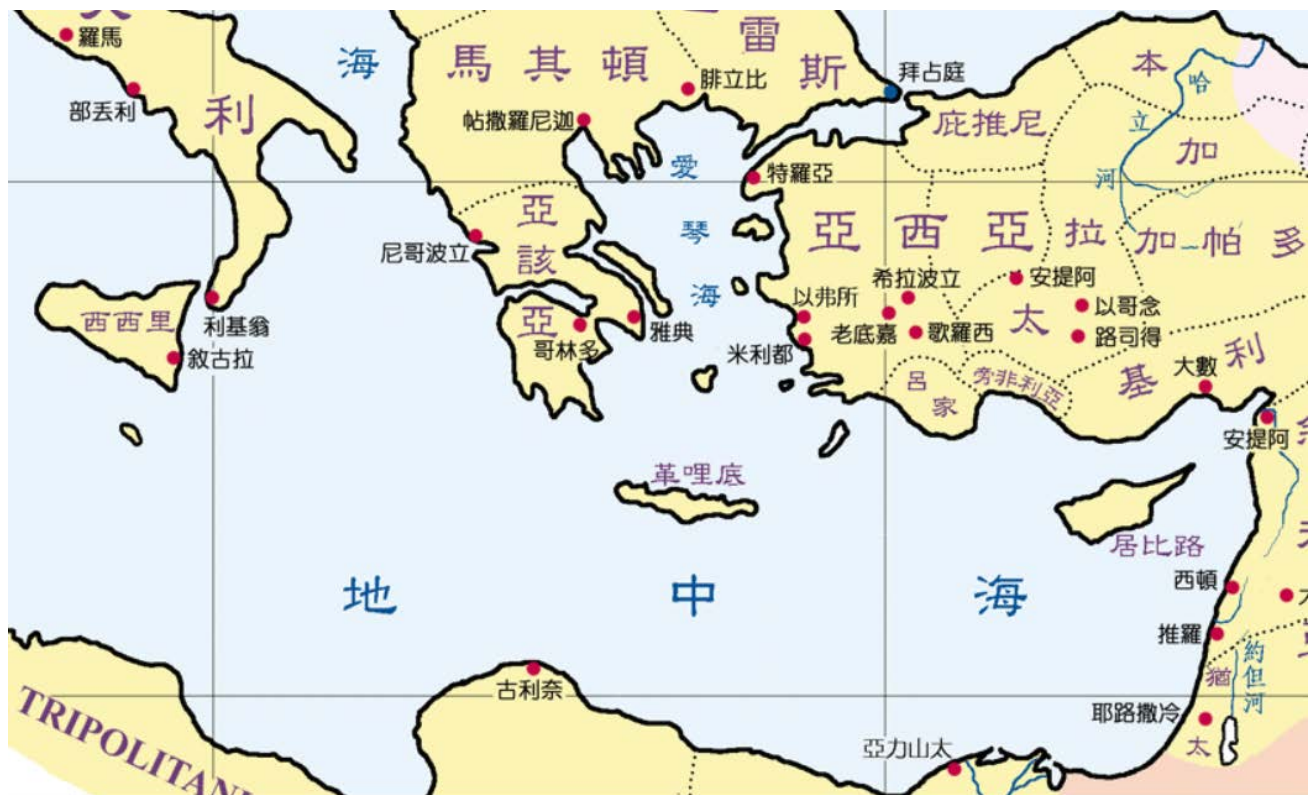 羅馬
部丟利
利
海
馬其頓
雷斯
腓立比
帖撒羅尼迦
拜占庭
庇推尼
本
加
哈立河
愛琴海
特羅亞
亞該亞
尼哥波立
亞西亞
拉太
加帕多
希拉波立
安提阿
以弗所
老底嘉
歌羅西
以哥念
路司得
米利都
雅典
哥林多
西西里
利基翁
敘古拉
呂家
旁非利亞
基利
大數
安提阿
革哩底
居比路
地中海
西頓
推羅
約但河
猶太
耶路撒冷
古利奈
亞力山太
TRIPOLITANI